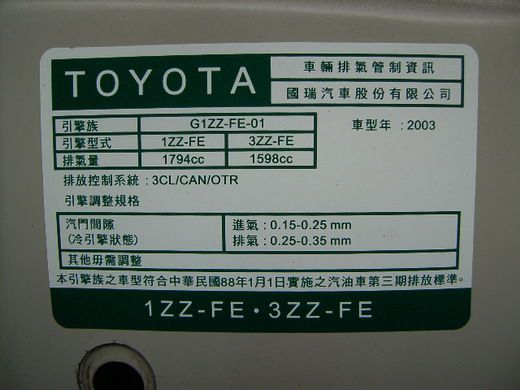 TOYOTA
車輛排氣管制資訊
國瑞汽車股份有限公司
引擎族 G1ZZ-FE-01
車型年 : 2003
引擎型式 1ZZ-FE 3ZZ-FE
排氣量 1794cc 1598cc
排放控制系統 : 3CL/CAN/OTR
引擎調整規格
汽門間隙 進氣 : 0.15-0.25 mm
(冷引擎狀態) 排氣 : 0.25-0.35 mm
其他毋需調整
本引擎族之車型符合中華民國88年1月1日實施之汽油車第三期排放標準。
1ZZ-FE · 3ZZ-FE